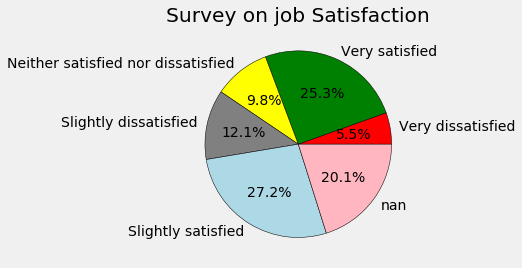 Survey on job Satisfaction
Very satisfied
Neither satisfied nor dissatisfied
25.3%
9.8%
Slightly dissatisfied
12.1%
5.5%
Very dissatisfied
20.1%
27.2%
nan
Slightly satisfied